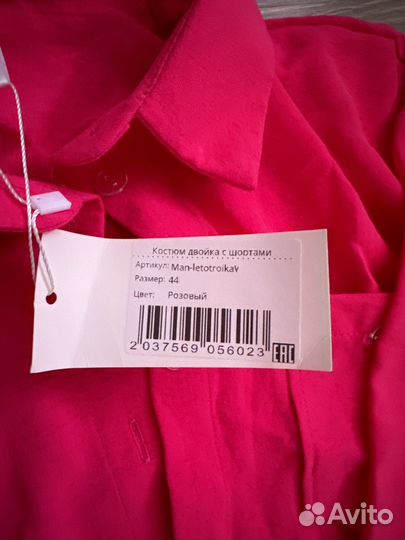 Костюм двойка с шортами
Артикул: Man-letotroikaV
Размер: 44
Цвет: Розовый
2 037569 056023
EAC
Avito